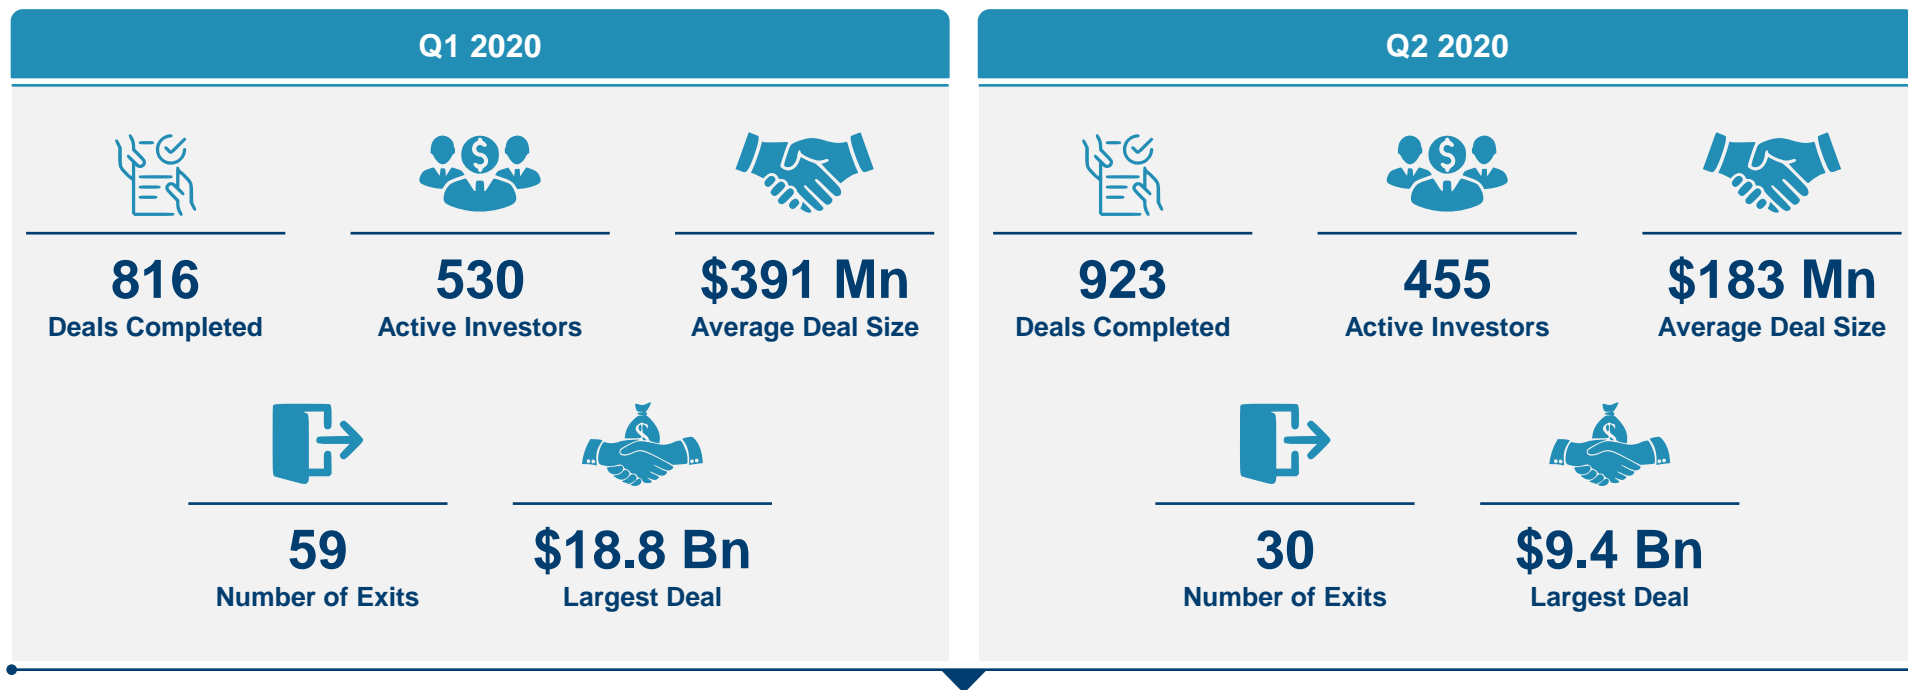 Q1 2020
816
Deals Completed
530
Active Investors
$391 Mn
Average Deal Size
59
Number of Exits
$18.8 Bn
Largest Deal
Q2 2020
923
Deals Completed
455
Active Investors
$183 Mn
Average Deal Size
30
Number of Exits
$9.4 Bn
Largest Deal